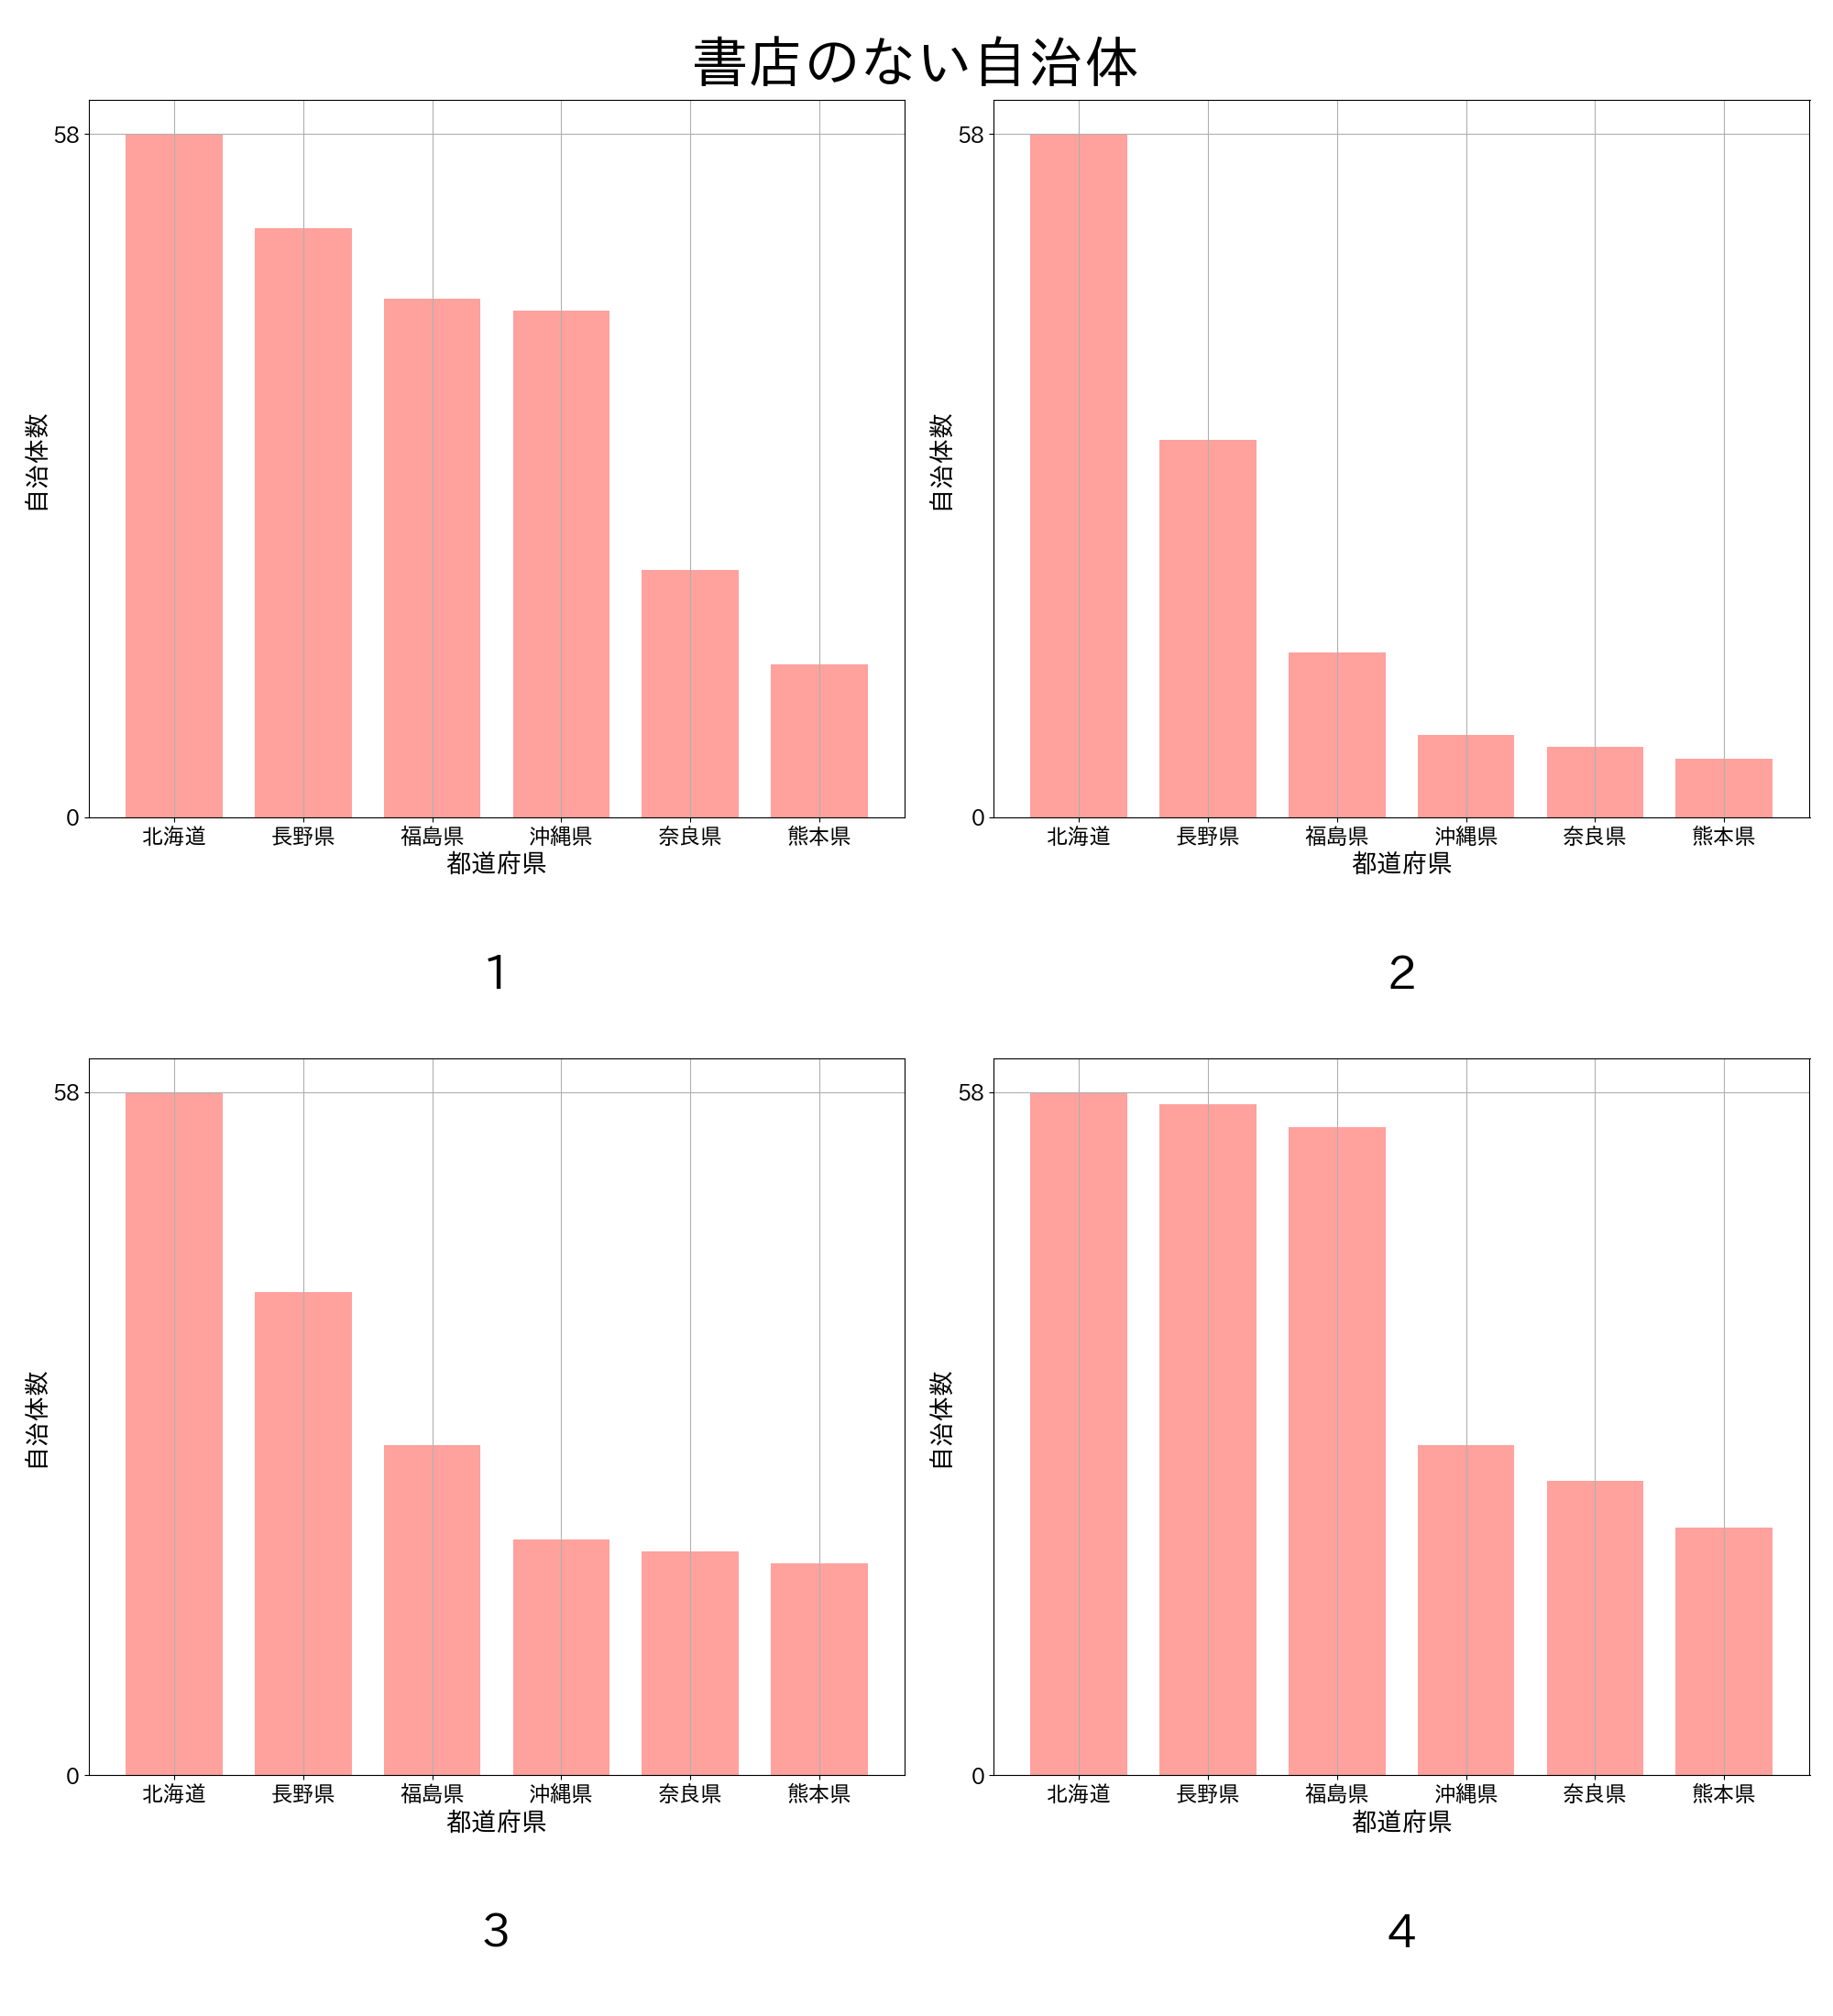 書店のない自治体
58
0
自治体数
北海道 長野県 福島県 沖縄県 奈良県 熊本県
都道府県
1
58
0
自治体数
北海道 長野県 福島県 沖縄県 奈良県 熊本県
都道府県
2
58
0
自治体数
北海道 長野県 福島県 沖縄県 奈良県 熊本県
都道府県
3
58
0
自治体数
北海道 長野県 福島県 沖縄県 奈良県 熊本県
都道府県
4